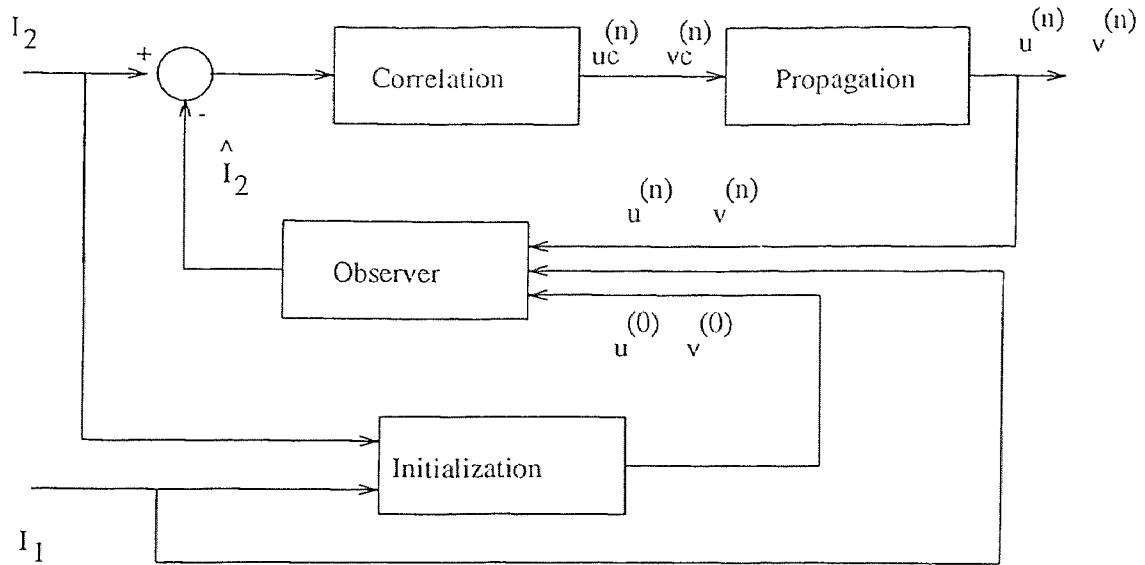 I₂
+
Correlation
uc⁽ⁿ⁾ vc⁽ⁿ⁾
Propagation
u⁽ⁿ⁾ v⁽ⁿ⁾
-
Î₂
u⁽ⁿ⁾ v⁽ⁿ⁾
Observer
u⁽⁰⁾ v⁽⁰⁾
Initialization
I₁